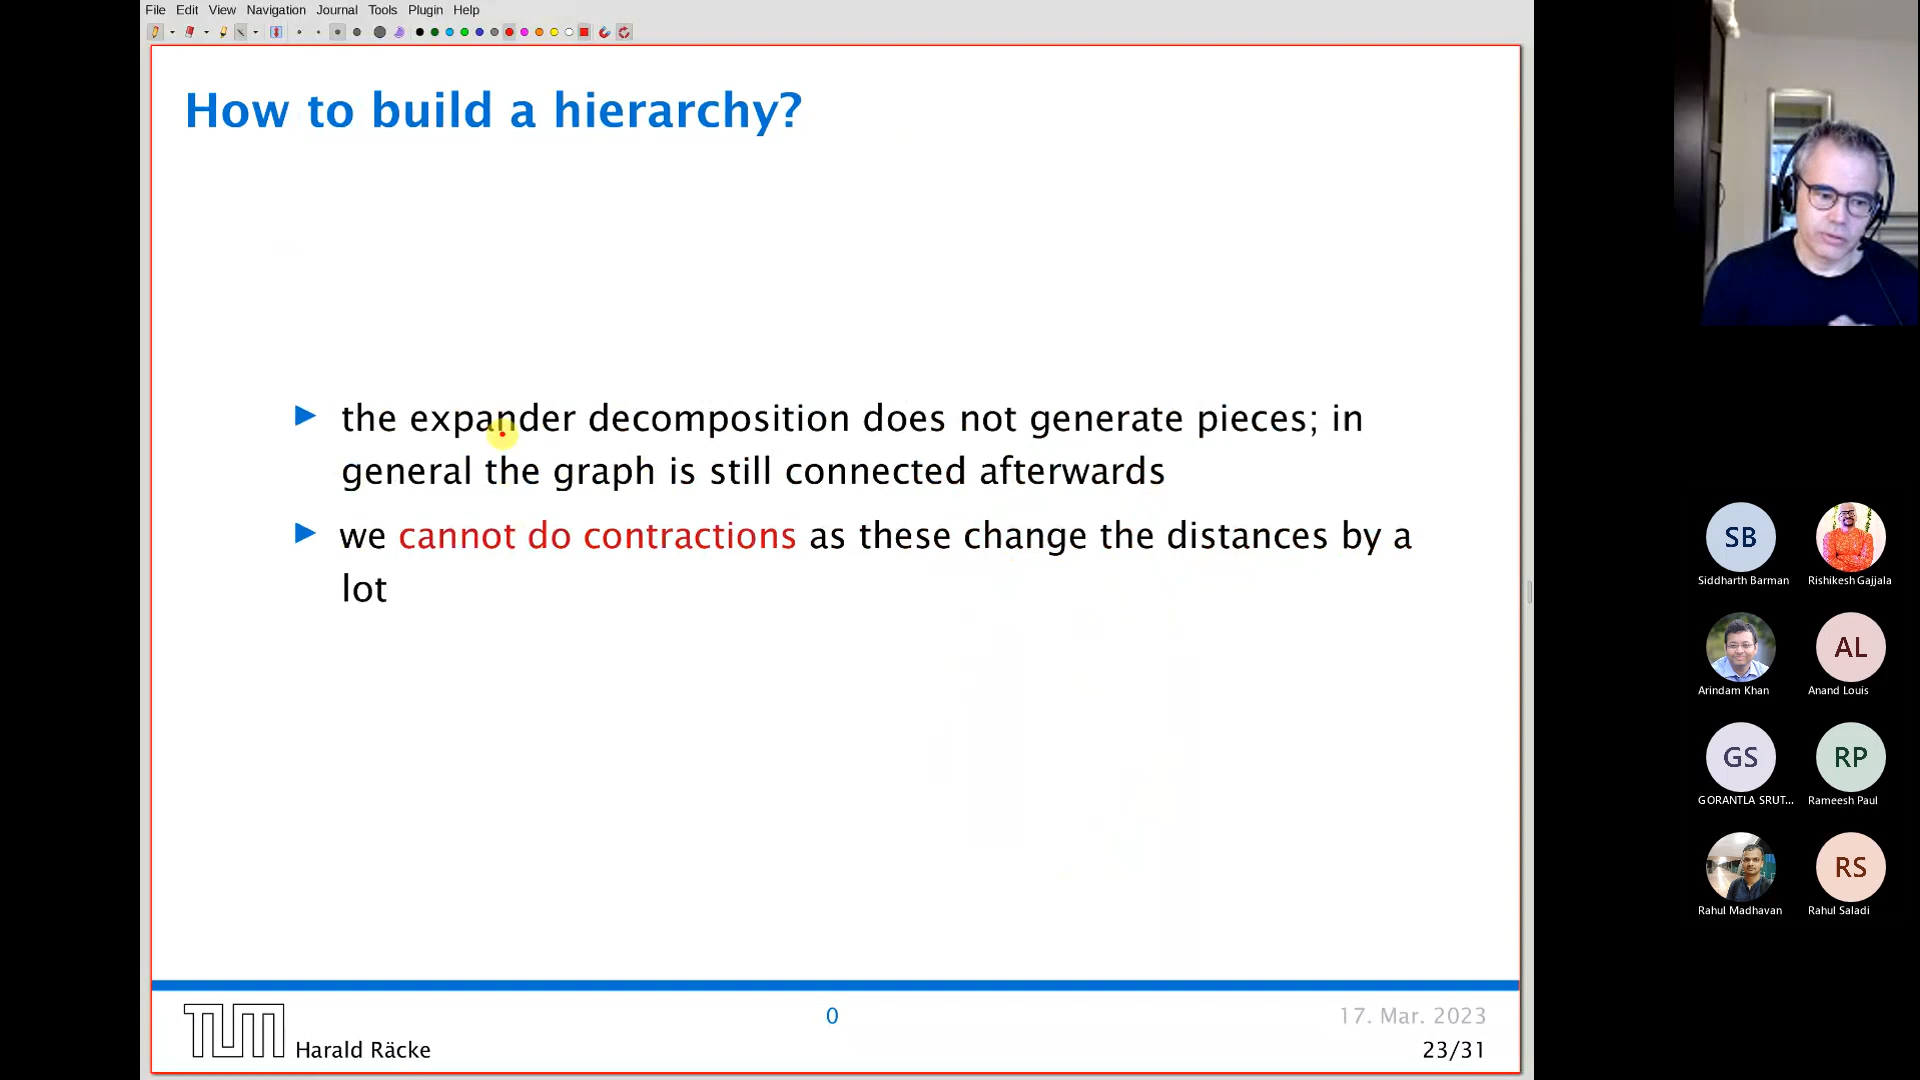 File Edit View Navigation Journal Tools Plugin Help
How to build a hierarchy?
the expander decomposition does not generate pieces; in
general the graph is still connected afterwards
we cannot do contractions as these change the distances by a
lot
TUM
Harald Räcke
0
17. Mar. 2023
23/31
SB
Siddharth Barman
Rishikesh Gajjala
Arindam Khan
AL
Anand Louis
GS
GORANTLA SRUT...
RP
Rameesh Paul
Rahul Madhavan
RS
Rahul Saladi